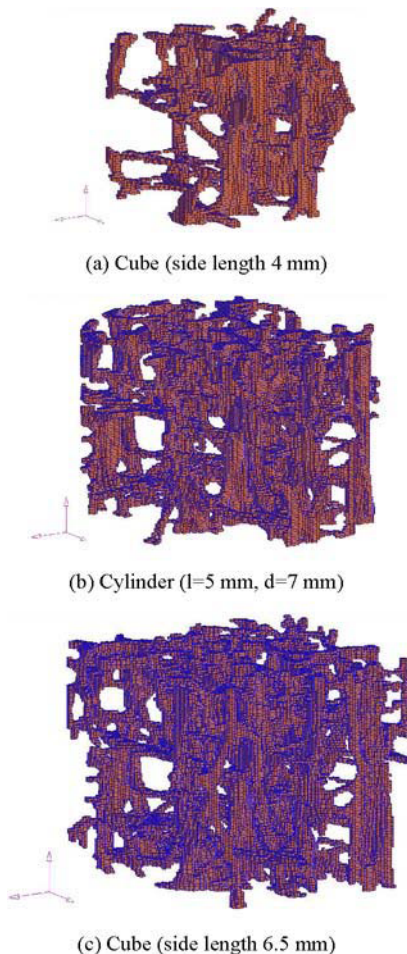 (a) Cube (side length 4 mm)
(b) Cylinder (l=5 mm, d=7 mm)
(c) Cube (side length 6.5 mm)